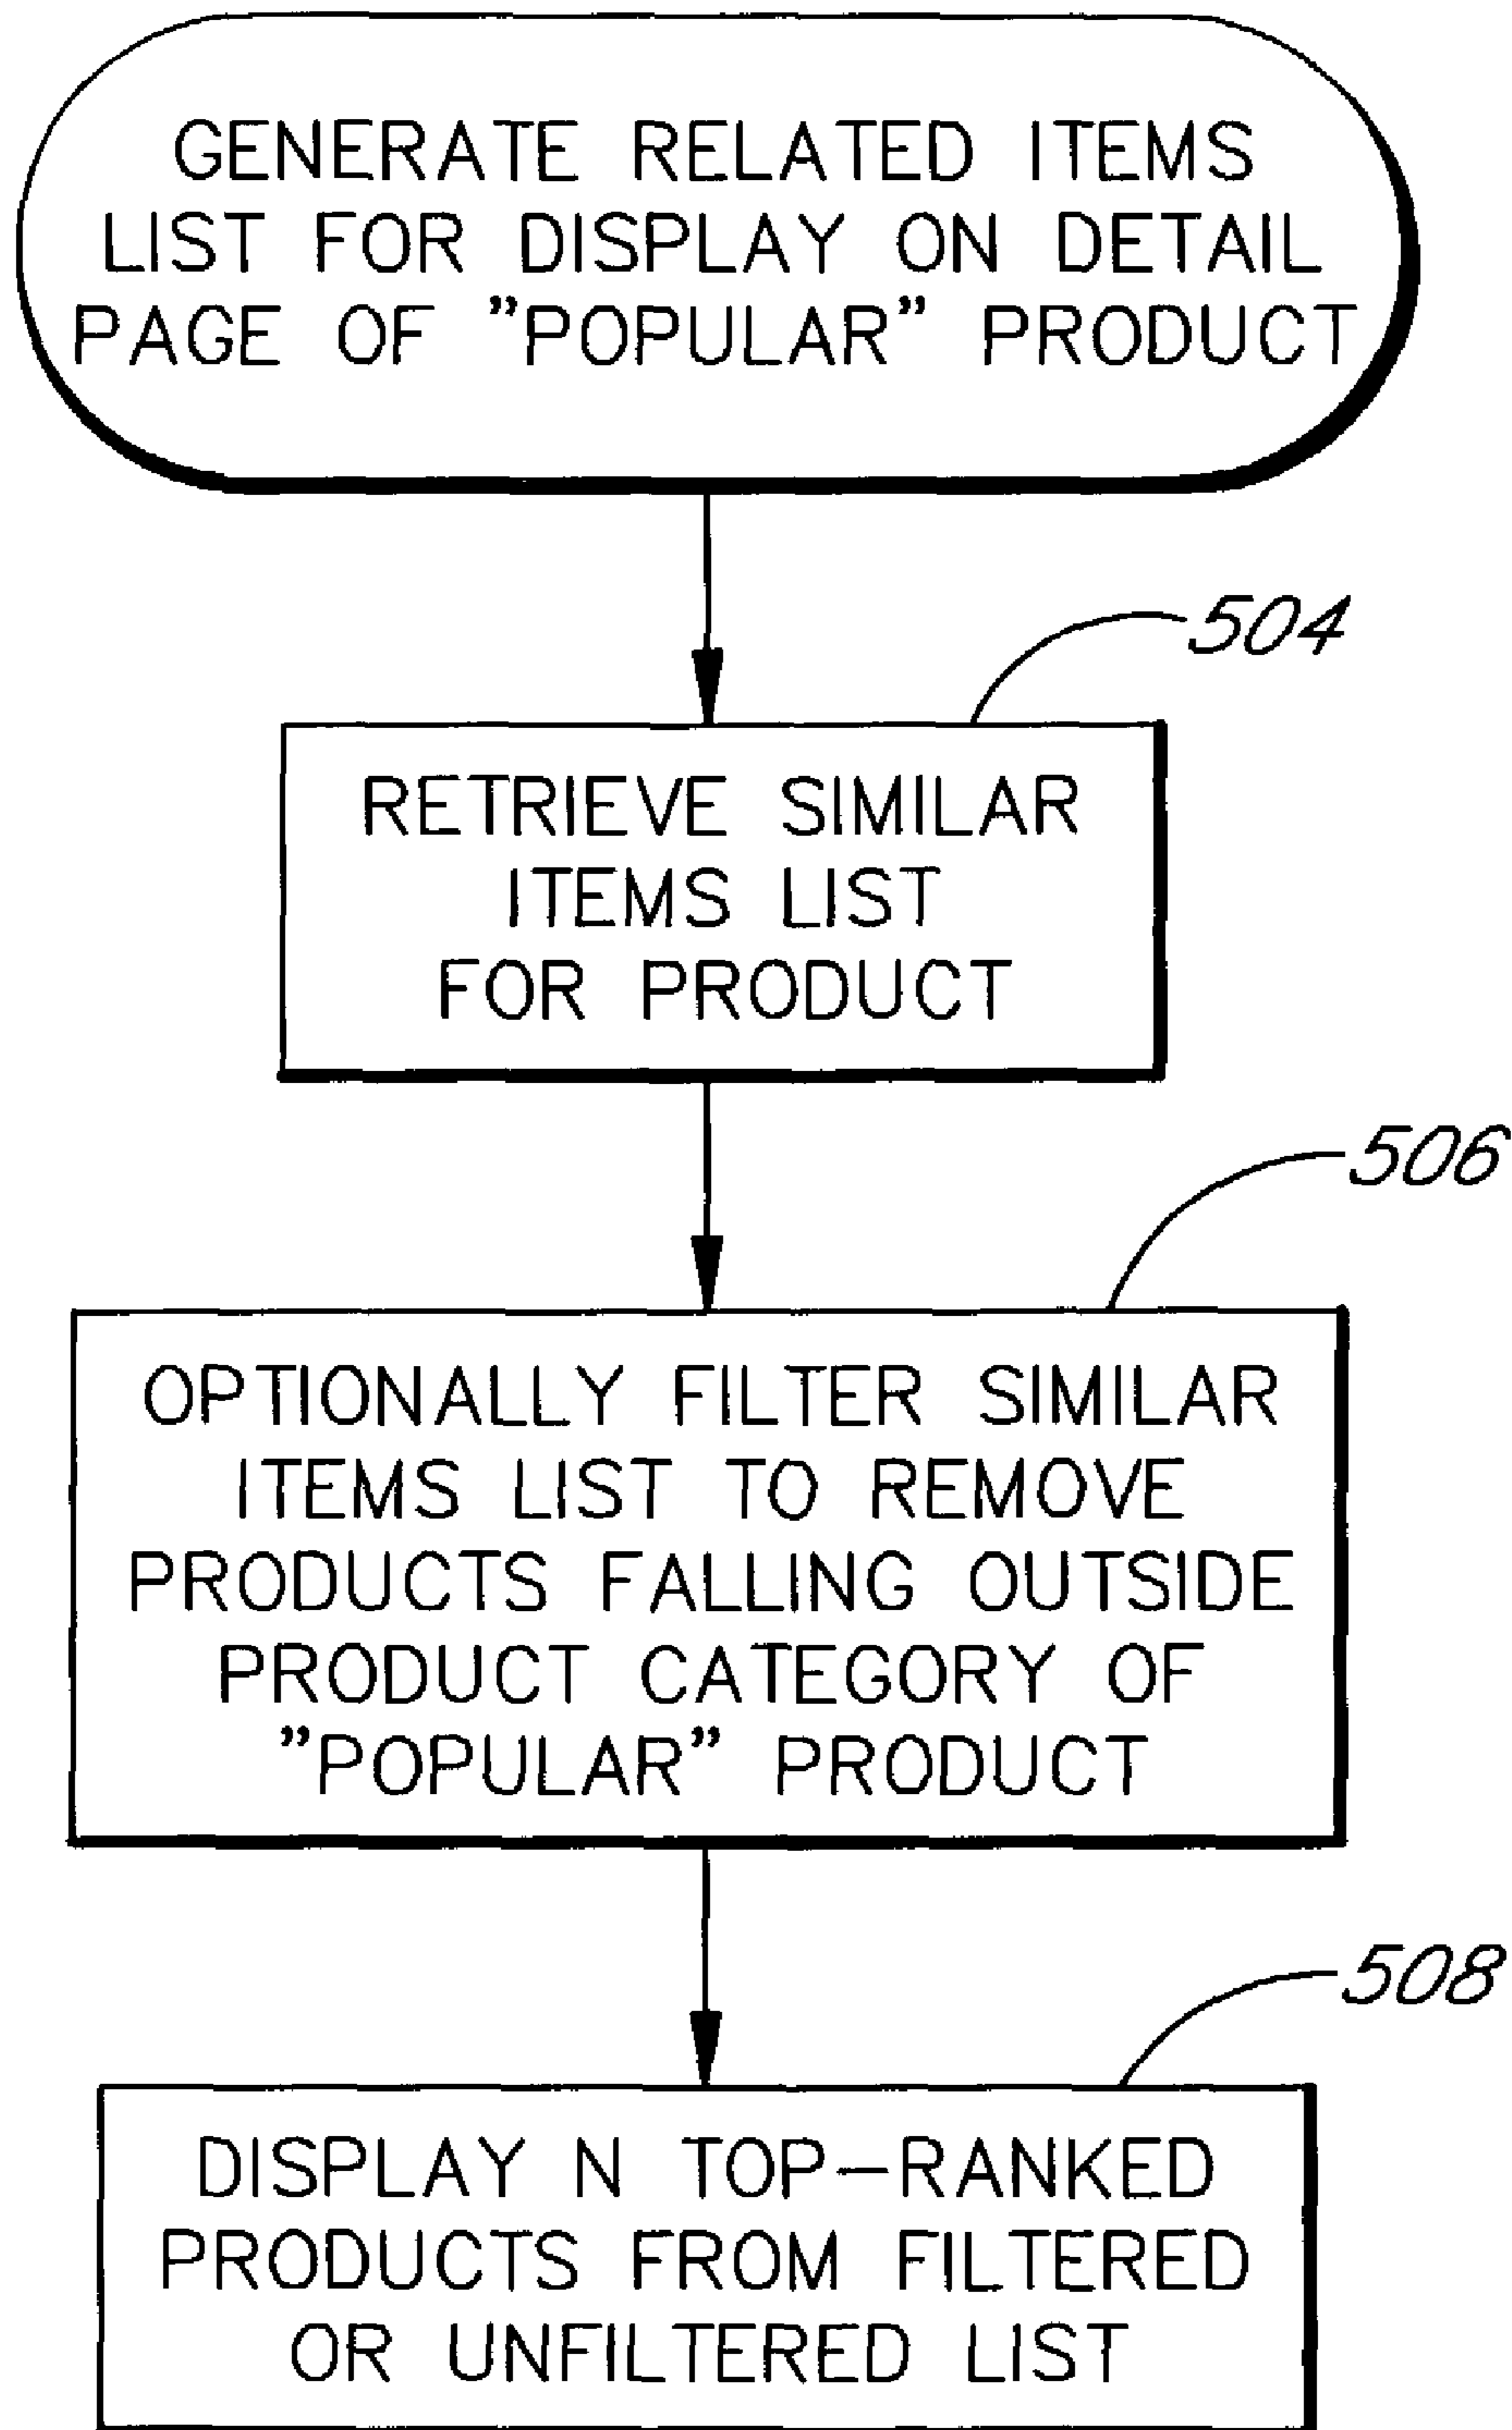 GENERATE RELATED ITEMS
LIST FOR DISPLAY ON DETAIL
PAGE OF ”POPULAR” PRODUCT
504
RETRIEVE SIMILAR
ITEMS LIST
FOR PRODUCT
506
OPTIONALLY FILTER SIMILAR
ITEMS LIST TO REMOVE
PRODUCTS FALLING OUTSIDE
PRODUCT CATEGORY OF
”POPULAR” PRODUCT
508
DISPLAY N TOP–RANKED
PRODUCTS FROM FILTERED
OR UNFILTERED LIST